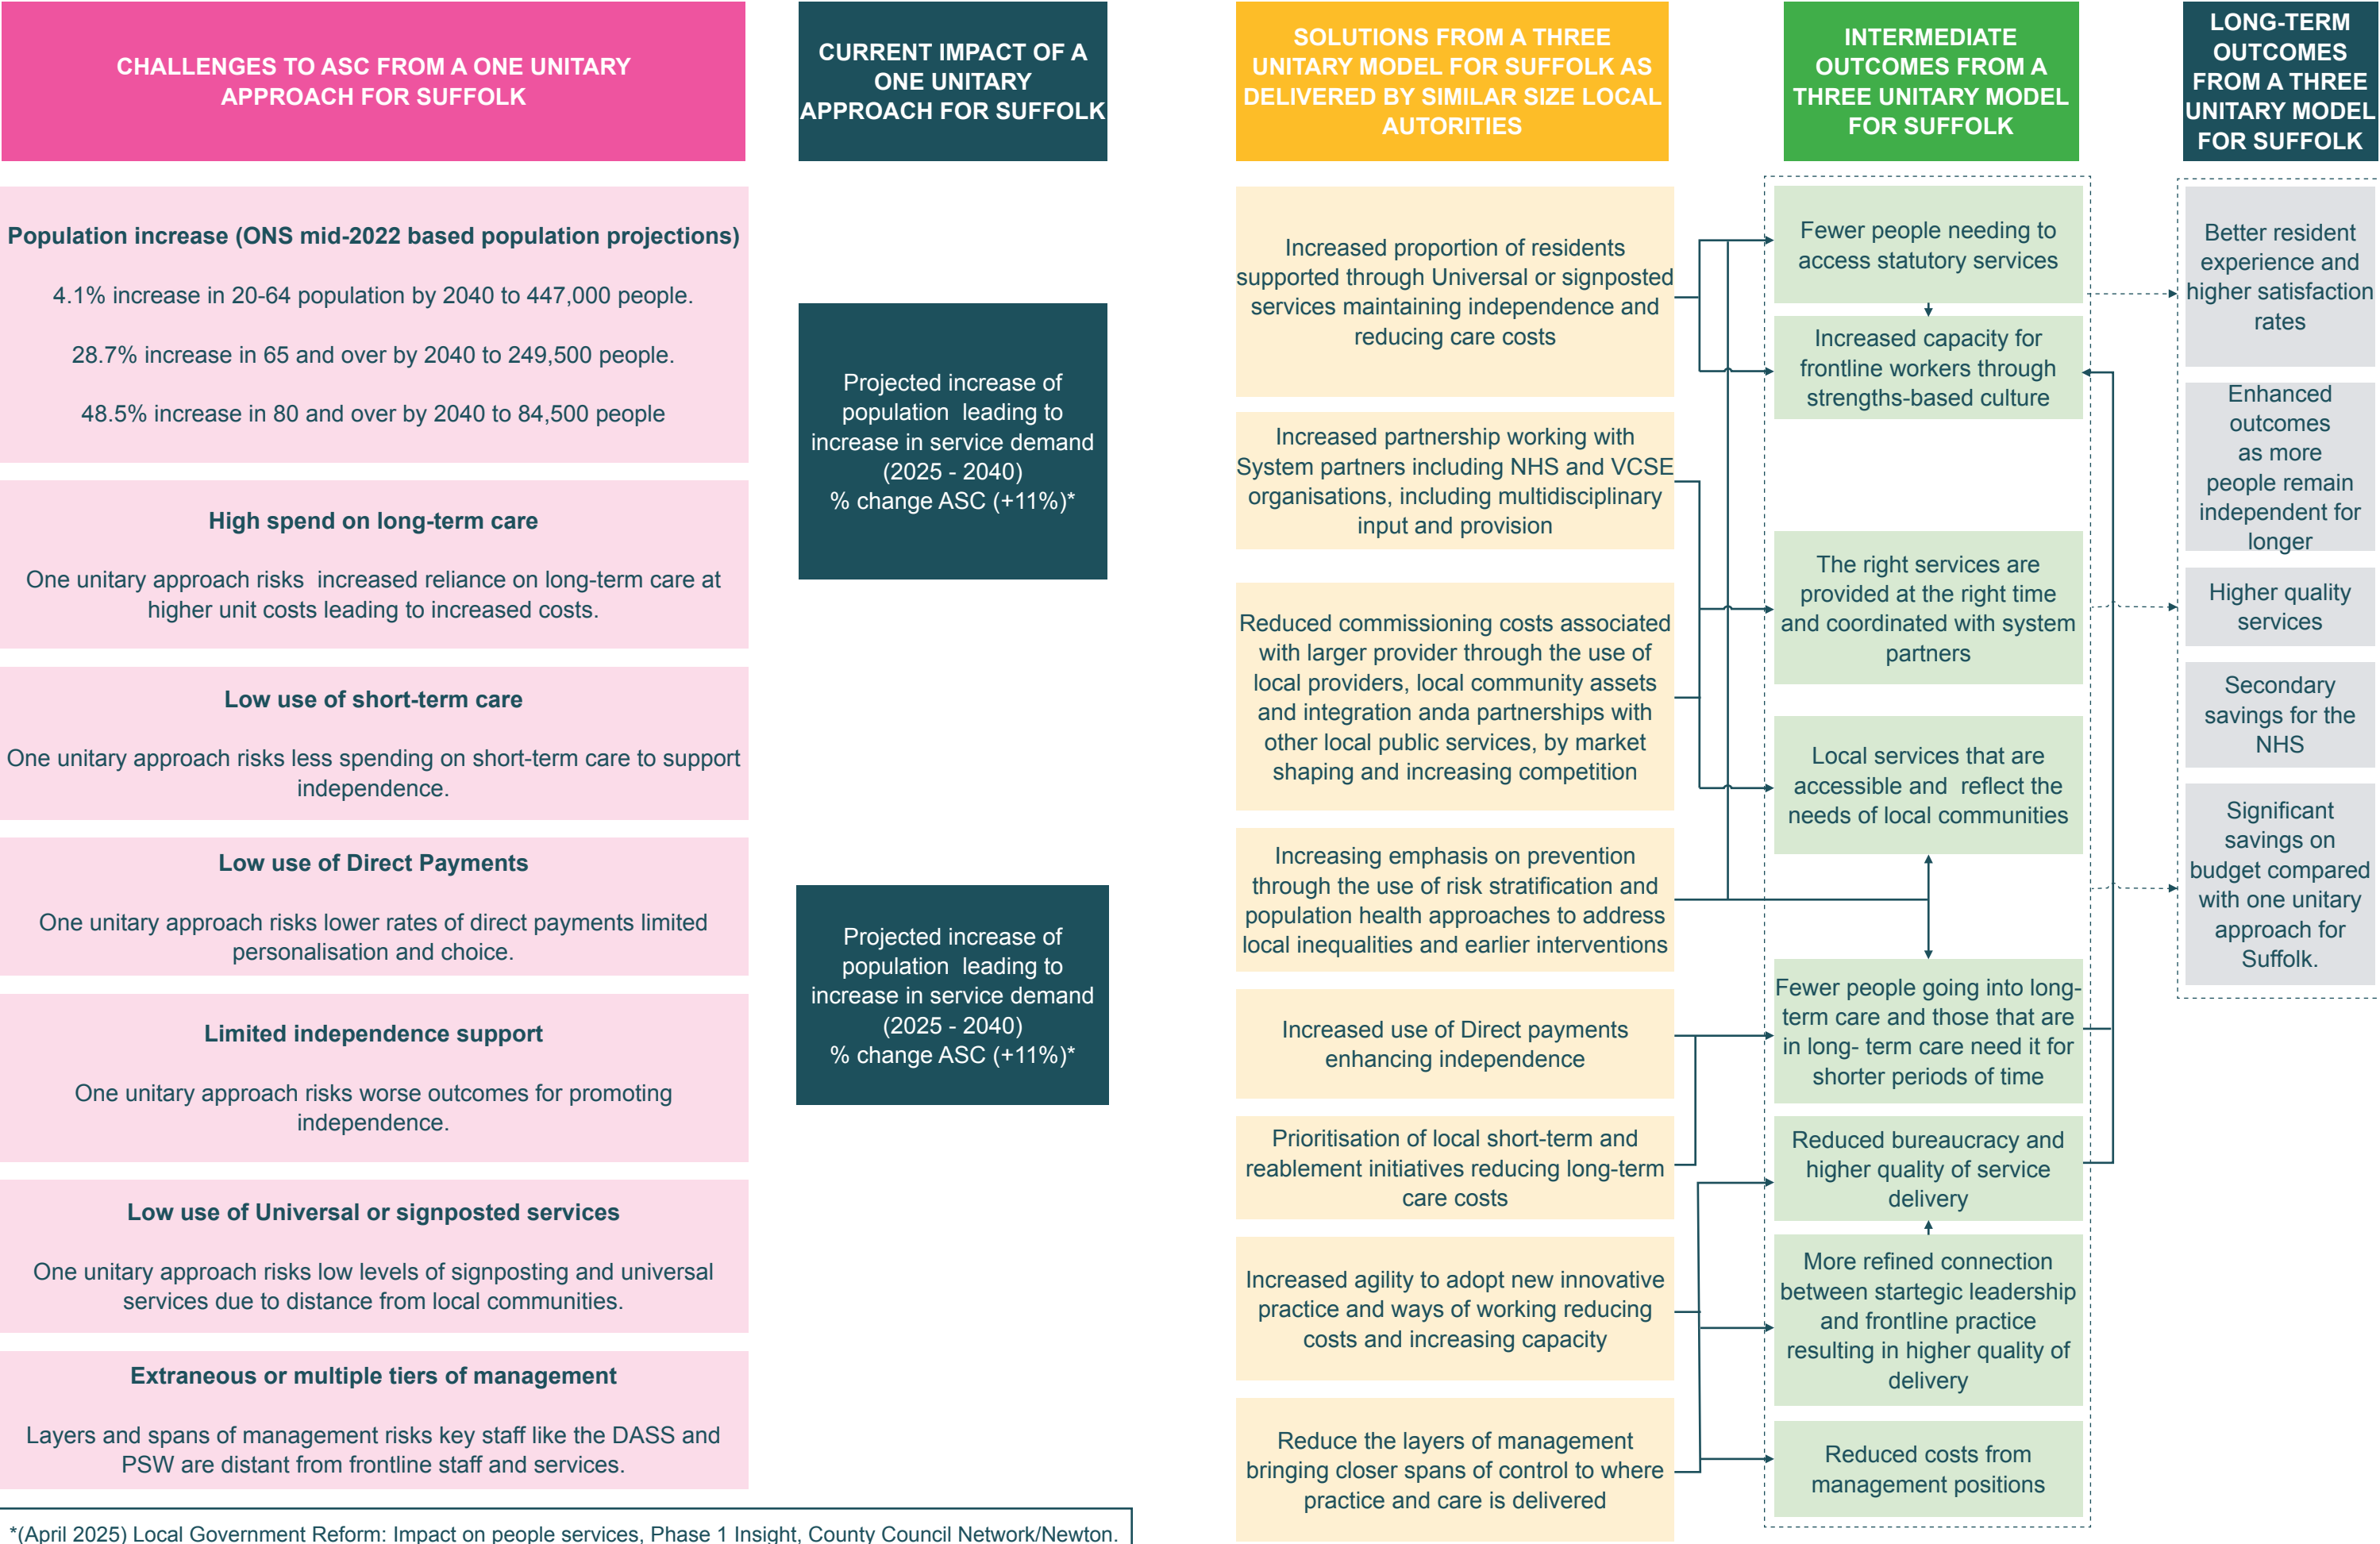 CHALLENGES TO ASC FROM A ONE UNITARY
APPROACH FOR SUFFOLK
Population increase (ONS mid-2022 based population projections)
4.1% increase in 20-64 population by 2040 to 447,000 people.
28.7% increase in 65 and over by 2040 to 249,500 people.
48.5% increase in 80 and over by 2040 to 84,500 people
High spend on long-term care
One unitary approach risks increased reliance on long-term care at
higher unit costs leading to increased costs.
Low use of short-term care
One unitary approach risks less spending on short-term care to support
independence.
Low use of Direct Payments
One unitary approach risks lower rates of direct payments limited
personalisation and choice.
Limited independence support
One unitary approach risks worse outcomes for promoting
independence.
Low use of Universal or signposted services
One unitary approach risks low levels of signposting and universal
services due to distance from local communities.
Extraneous or multiple tiers of management
Layers and spans of management risks key staff like the DASS and
PSW are distant from frontline staff and services.
*(April 2025) Local Government Reform: Impact on people services, Phase 1 Insight, County Council Network/Newton.
CURRENT IMPACT OF A
ONE UNITARY
APPROACH FOR SUFFOLK
Projected increase of
population leading to
increase in service demand
(2025 - 2040)
% change ASC (+11%)*
Projected increase of
population leading to
increase in service demand
(2025 - 2040)
% change ASC (+11%)*
SOLUTIONS FROM A THREE
UNITARY MODEL FOR SUFFOLK AS
DELIVERED BY SIMILAR SIZE LOCAL
AUTORITIES
Increased proportion of residents
supported through Universal or signposted
services maintaining independence and
reducing care costs
Increased partnership working with
System partners including NHS and VCSE
organisations, including multidisciplinary
input and provision
Reduced commissioning costs associated
with larger provider through the use of
local providers, local community assets
and integration anda partnerships with
other local public services, by market
shaping and increasing competition
Increasing emphasis on prevention
through the use of risk stratification and
population health approaches to address
local inequalities and earlier interventions
Increased use of Direct payments
enhancing independence
Prioritisation of local short-term and
reablement initiatives reducing long-term
care costs
Increased agility to adopt new innovative
practice and ways of working reducing
costs and increasing capacity
Reduce the layers of management
bringing closer spans of control to where
practice and care is delivered
INTERMEDIATE
OUTCOMES FROM A
THREE UNITARY MODEL
FOR SUFFOLK
Fewer people needing to
access statutory services
Increased capacity for
frontline workers through
strengths-based culture
The right services are
provided at the right time
and coordinated with system
partners
Local services that are
accessible and reflect the
needs of local communities
Fewer people going into long-
term care and those that are
in long- term care need it for
shorter periods of time
Reduced bureaucracy and
higher quality of service
delivery
More refined connection
between startegic leadership
and frontline practice
resulting in higher quality of
delivery
Reduced costs from
management positions
LONG-TERM
OUTCOMES
FROM A THREE
UNITARY MODEL
FOR SUFFOLK
Better resident
experience and
higher satisfaction
rates
Enhanced
outcomes
as more
people remain
independent for
longer
Higher quality
services
Secondary
savings for the
NHS
Significant
savings on
budget compared
with one unitary
approach for
Suffolk.